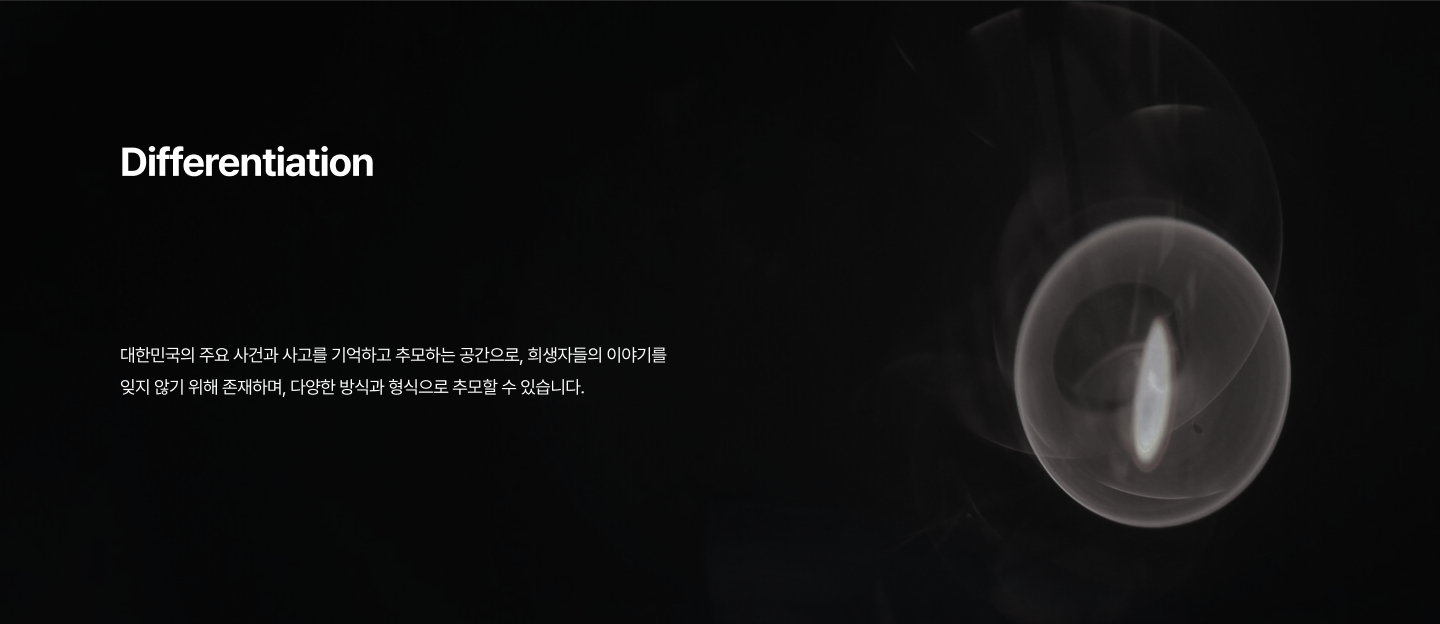 Differentiation
대한민국의 주요 사건과 사고를 기억하고 추모하는 공간으로, 희생자들의 이야기를
잊지 않기 위해 존재하며, 다양한 방식과 형식으로 추모할 수 있습니다.